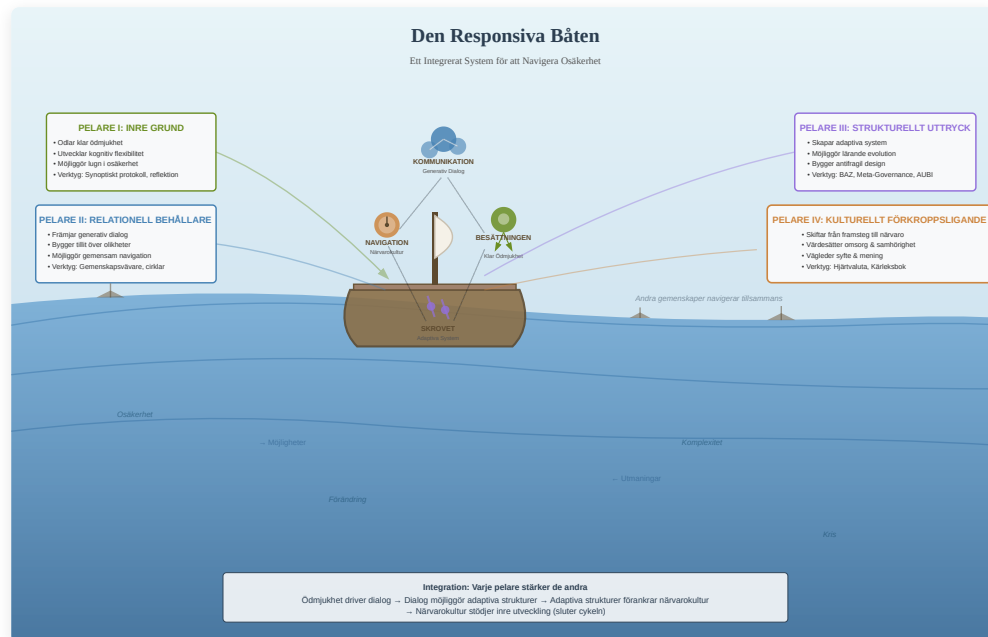 Den Responsiva Båten
Ett Integrerat System för att Navigera Osäkerhet
PELARE I: INRE GRUND
• Odlar klar ödmjukhet
• Utvecklar kognitiv flexibilitet
• Möjliggör lugn i osäkerhet
• Verktyg: Synoptiskt protokoll, reflektion
PELARE II: RELATIONELL BEHÅLLARE
• Främjar generativ dialog
• Bygger tillit över olikheter
• Möjliggör gemensam navigation
• Verktyg: Gemenskapsvävare, cirklar
PELARE III: STRUKTURELLT UTTRYCK
• Skapar adaptiva system
• Möjliggör lärande evolution
• Bygger antifragil design
• Verktyg: BAZ, Meta-Governance, AUBI
PELARE IV: KULTURELLT FÖRKROPPSLIGANDE
• Skiftar från framsteg till närvaro
• Värdesätter omsorg & samhörighet
• Vägleder syfte & mening
• Verktyg: Hjärtvaluta, Kärleksbok
KOMMUNIKATION
Generativ Dialog
NAVIGATION
Närvarokultur
BESÄTTNINGEN
Klar Ödmjukhet
SKROVET
Adaptiva System
Andra gemenskaper navigerar tillsammans
Osäkerhet
→ Möjligheter
Komplexitet
→ Utmaningar
Förändring
Kris
Integration: Varje pelare stärker de andra
Ödmjukhet driver dialog → Dialog möjliggör adaptiva strukturer → Adaptiva strukturer förankrar närvarokultur
→ Närvarokultur stödjer inre utveckling (sluter cykeln)